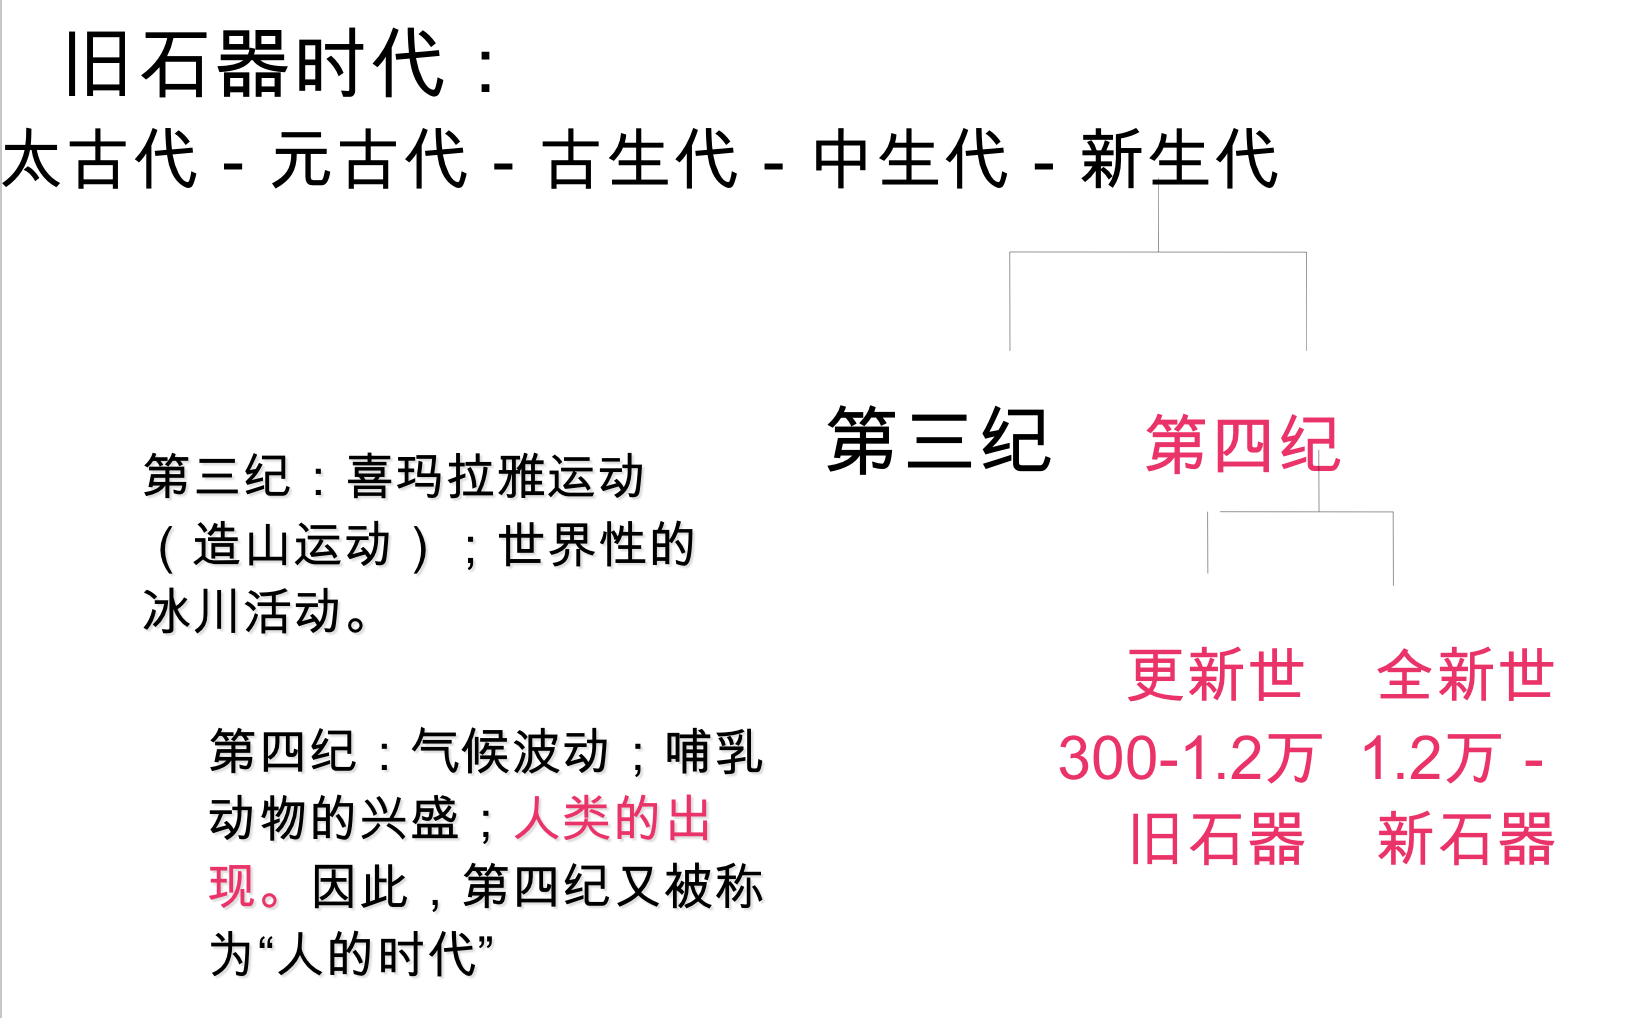 旧石器时代：
太古代 - 元古代 - 古生代 - 中生代 - 新生代
第三纪 第四纪
第三纪：喜玛拉雅运动
（造山运动）；世界性的
冰川活动。
更新世 全新世
300-1.2万 1.2万 -
旧石器 新石器
第四纪：气候波动；哺乳
动物的兴盛；人类的出
现。因此，第四纪又被称
为“人的时代”